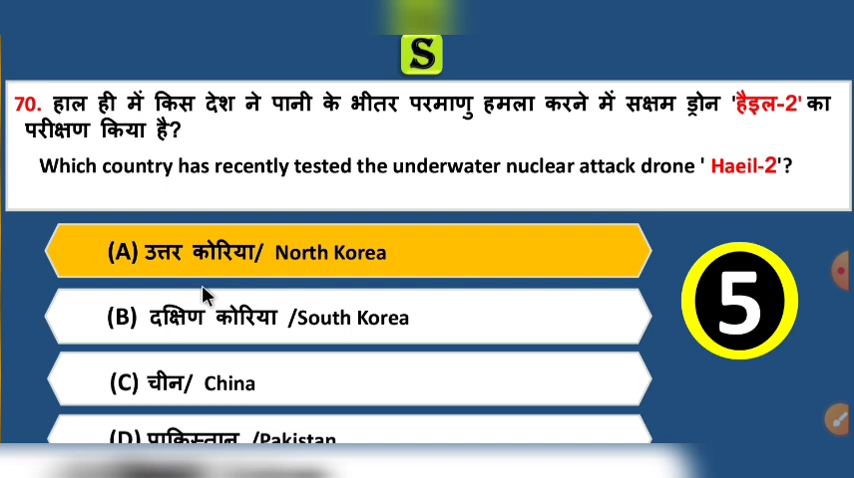 S
70. हाल ही में किस देश ने पानी के भीतर परमाणु हमला करने में सक्षम ड्रोन 'हैइल-2' का
परीक्षण किया है?
Which country has recently tested the underwater nuclear attack drone ' Haeil-2'?
(A) उत्तर कोरिया/ North Korea
(B) दक्षिण कोरिया /South Korea
5
(C) चीन/ China
(D) पाकिस्तान /Pakistan